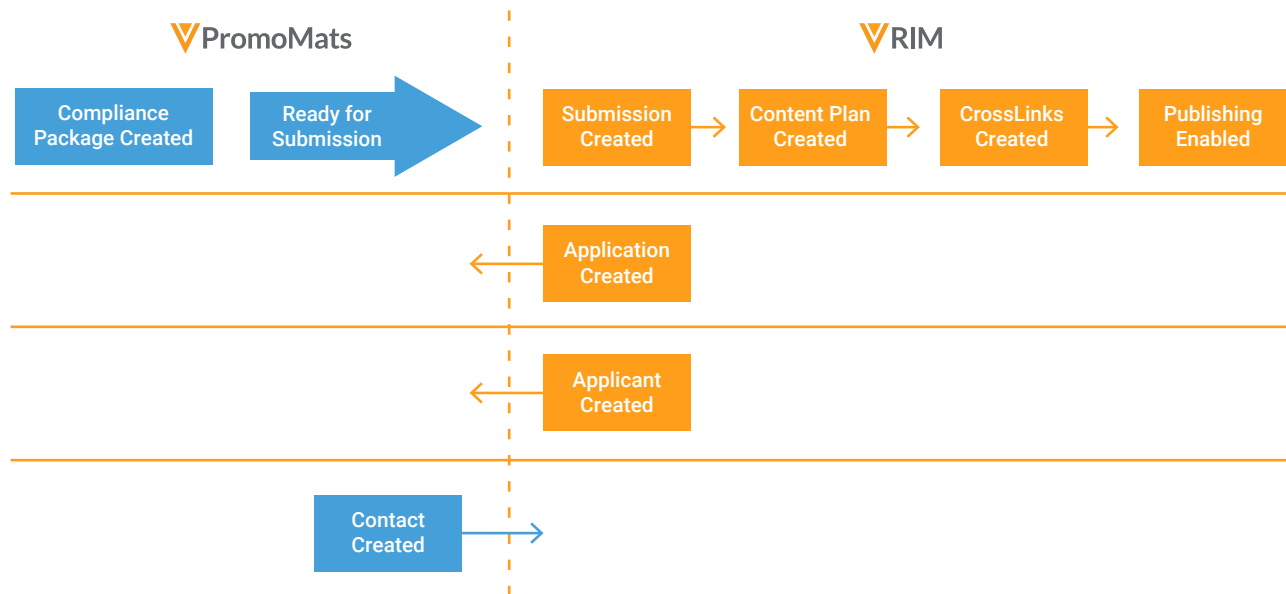 PromoMats
RIM
Compliance
Package Created
Ready for
Submission
Submission
Created
Content Plan
Created
CrossLinks
Created
Publishing
Enabled
Application
Created
Applicant
Created
Contact
Created